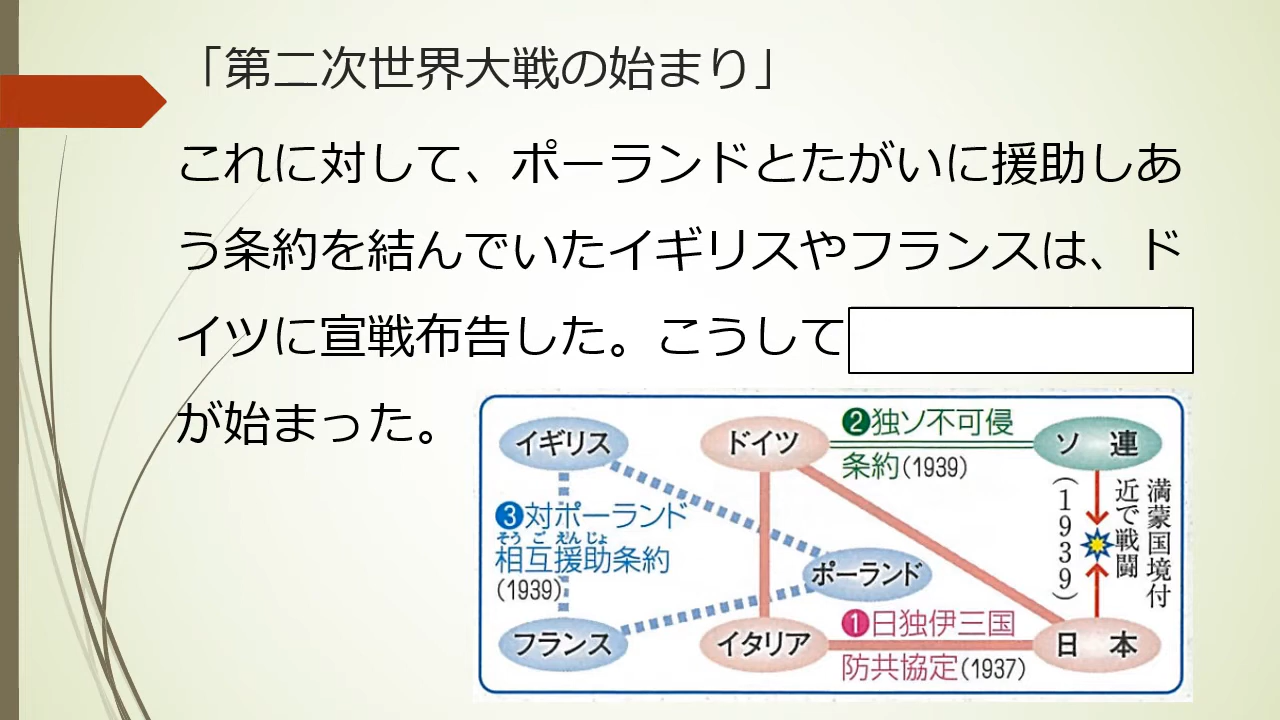 「第二次世界大戦の始まり」
これに対して、ポーランドとたがいに援助しあ
う条約を結んでいたイギリスやフランスは、ド
イツに宣戦布告した。こうして
が始まった。
イギリス
ドイツ
❷独ソ不可侵
条約(1939)
ソ連
❸対ポーランド
そうごえんじょ
相互援助条約
(1939)
満蒙国境付
近で戦闘
(1939)
ポーランド
フランス
イタリア
❶日独伊三国
防共協定(1937)
日本